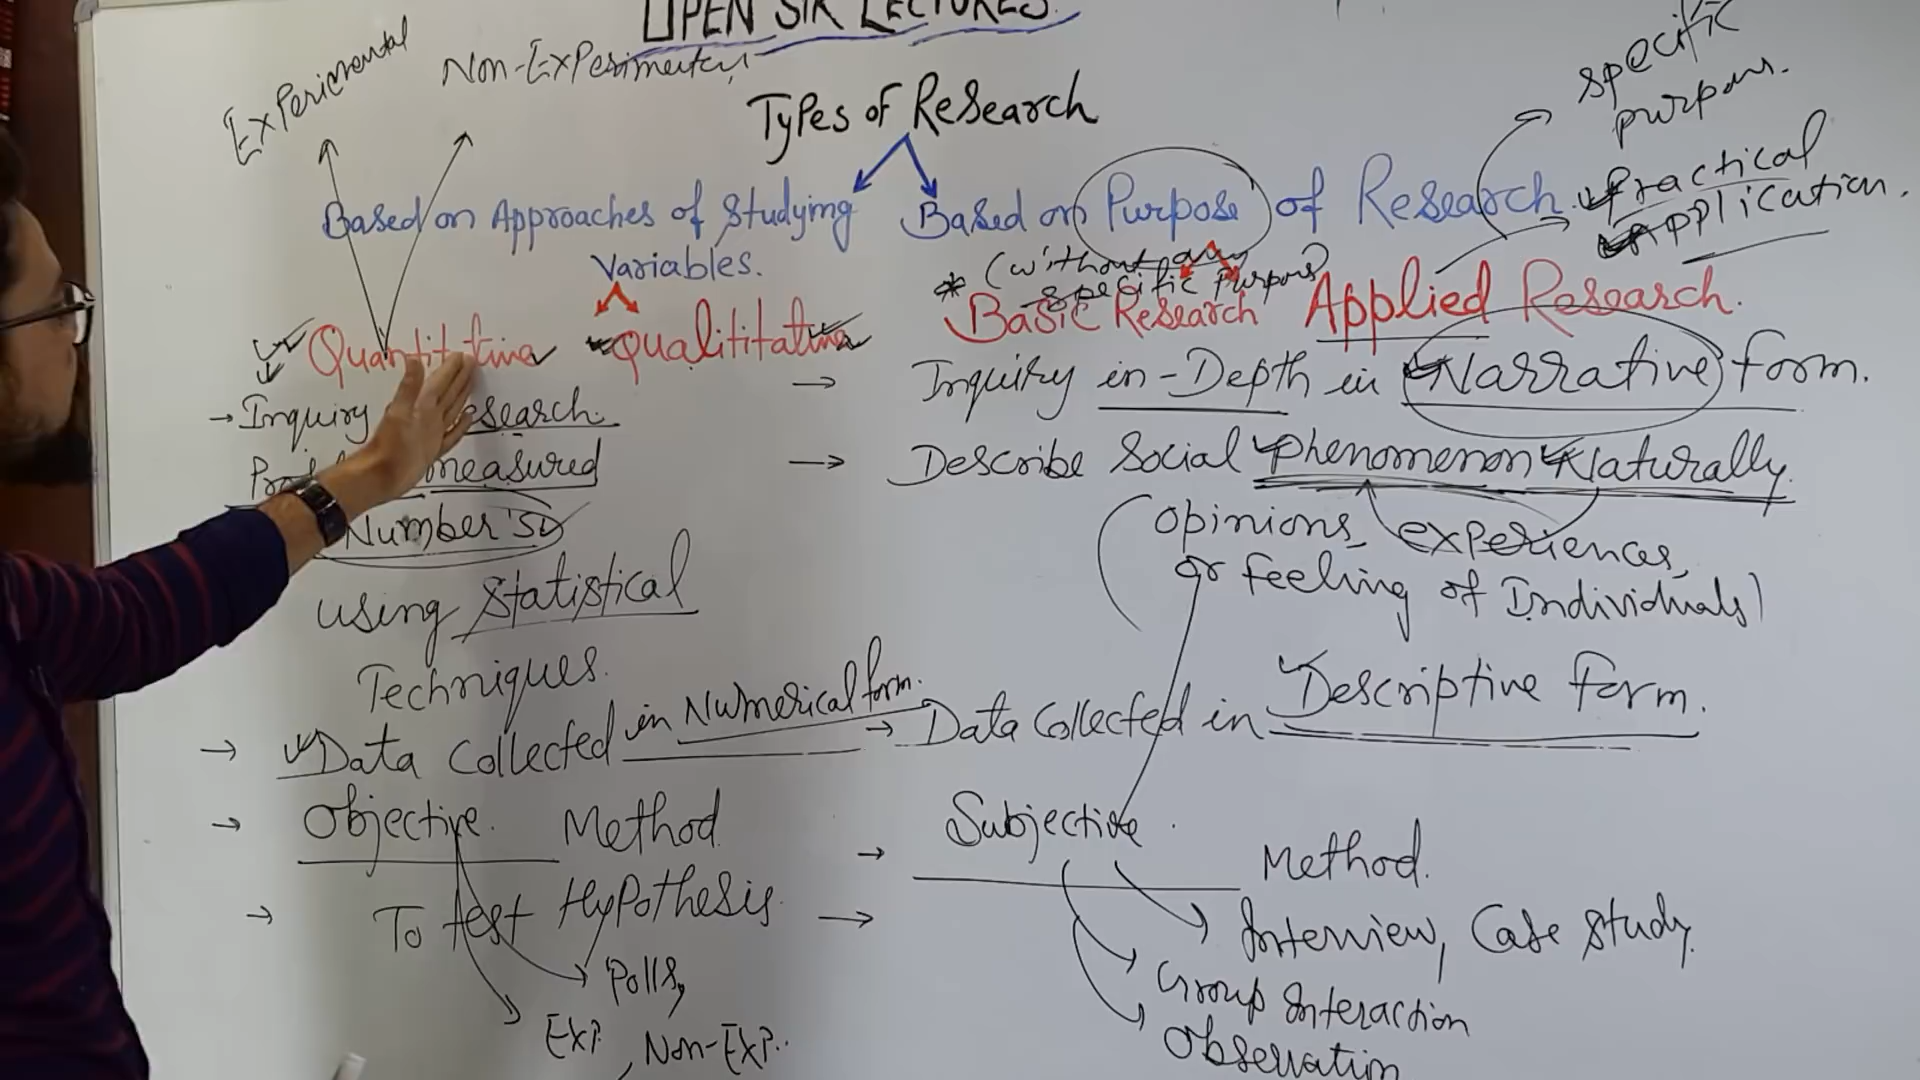 OPEN SIR LECTURES
Experimental
Non-Experimentary
Types of Research
specific
purpous.
Practical
Application.
Based on Approaches of Studying
Variables.
Based on Purpose of Research.
* (without any
specific Purpous)
Quantitative
qualititative
Basic Research
Applied Research.
→ Inquiry
Research.
measured
Number's
using Statistical
Techniques.
→ Data Collected in Numerical form.
→ Objective. Method
→ To test Hypothesis
Polls,
Exp. , Non-Exp..
→ Inquiry in-Depth in Narrative form.
→ Describe Social phenomenon Naturally
(opinions, experiences,
or feeling of Individuals)
→ Data Collected in Descriptive form.
→ Subjective. Method.
→ Interview, Case study.
Group Interaction
Observation